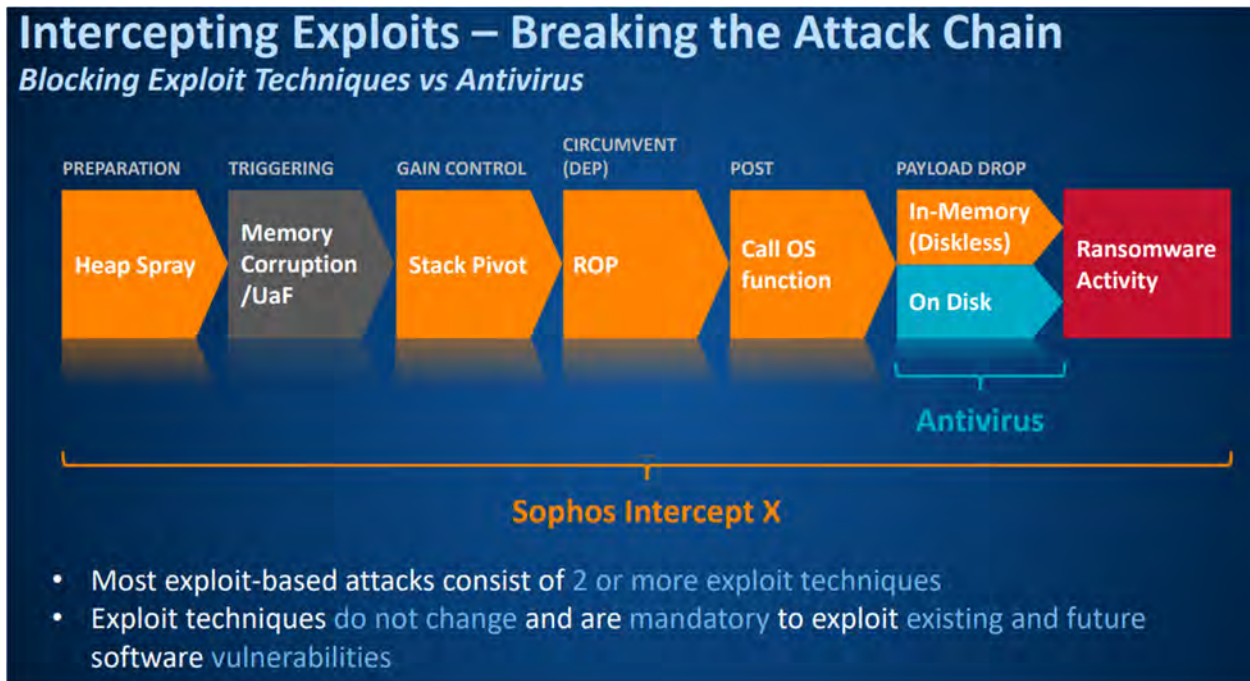 Intercepting Exploits – Breaking the Attack Chain
Blocking Exploit Techniques vs Antivirus
PREPARATION
TRIGGERING
GAIN CONTROL
CIRCUMVENT
(DEP)
POST
PAYLOAD DROP
Heap Spray
Memory
Corruption
/UaF
Stack Pivot
ROP
Call OS
function
In-Memory
(Diskless)
On Disk
Ransomware
Activity
Antivirus
Sophos Intercept X
• Most exploit-based attacks consist of 2 or more exploit techniques
• Exploit techniques do not change and are mandatory to exploit existing and future
software vulnerabilities